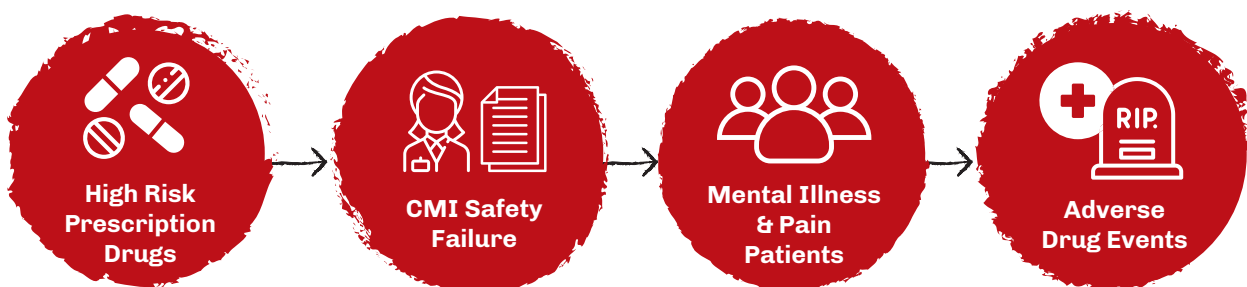 High Risk
Prescription
Drugs
CMI Safety
Failure
Mental Illness
& Pain
Patients
RIP.
Adverse
Drug Events